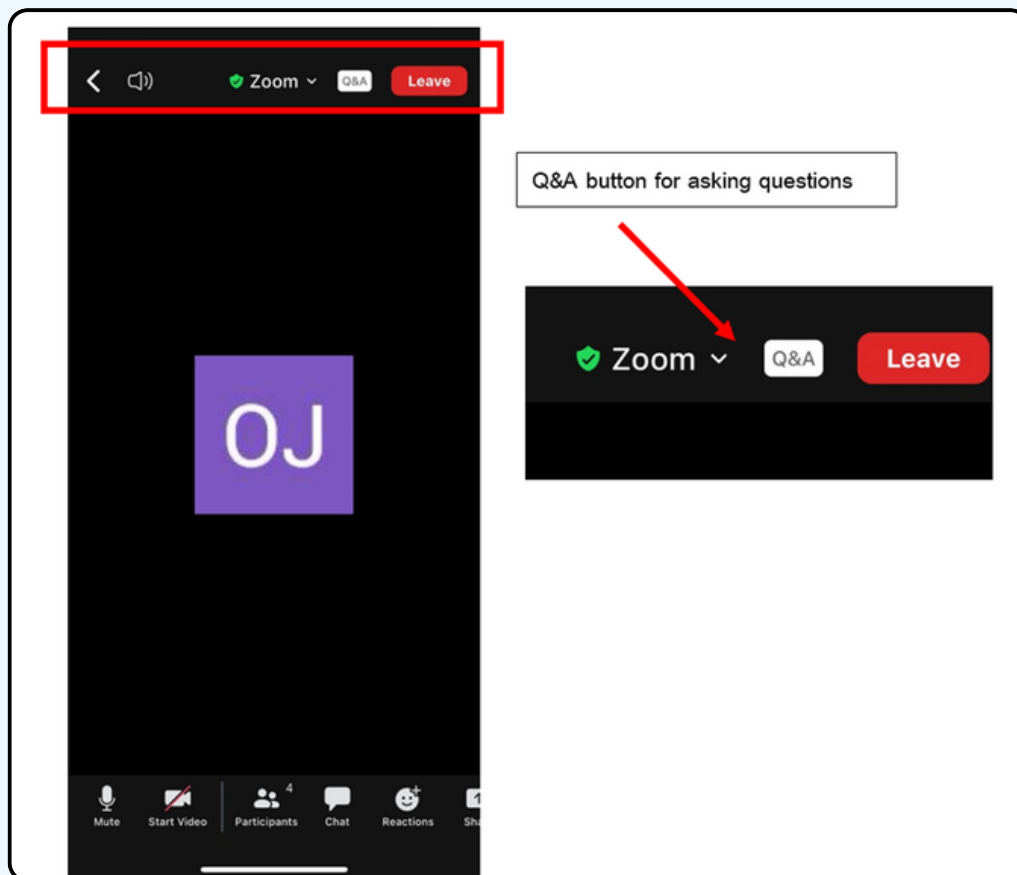 Zoom Q&A Leave
Q&A button for asking questions
Zoom Q&A Leave
OJ
4
Mute Start Video Participants Chat Reactions